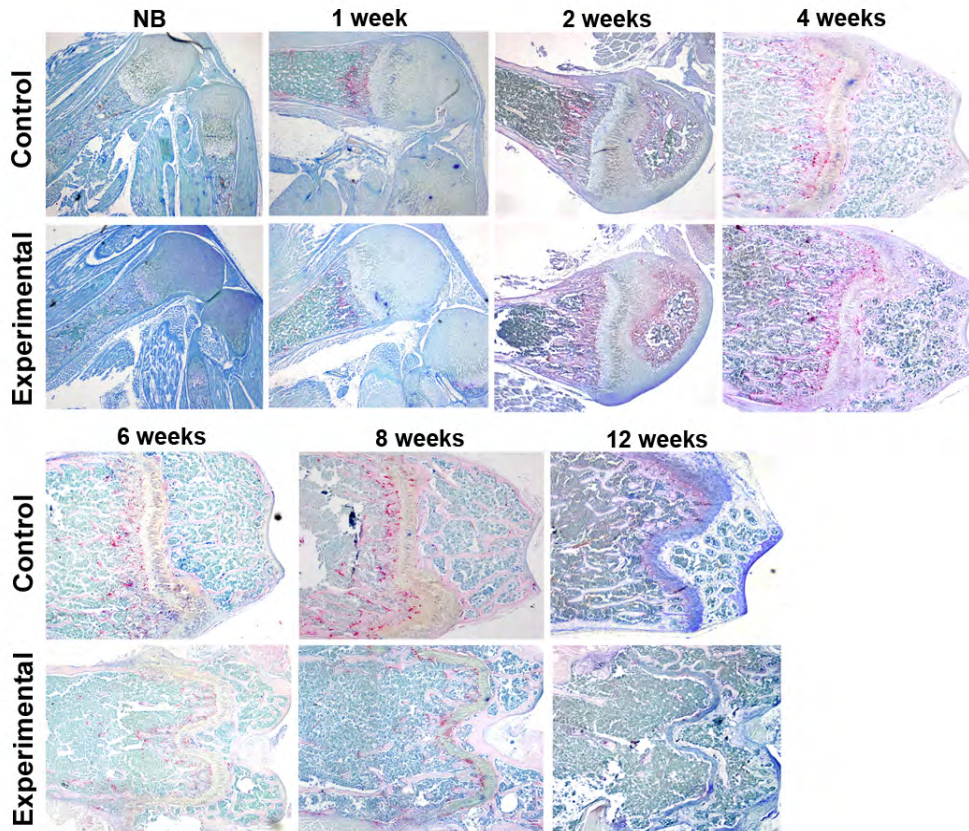 NB
1 week
2 weeks
4 weeks
Control
Experimental
6 weeks
8 weeks
12 weeks
Control
Experimental